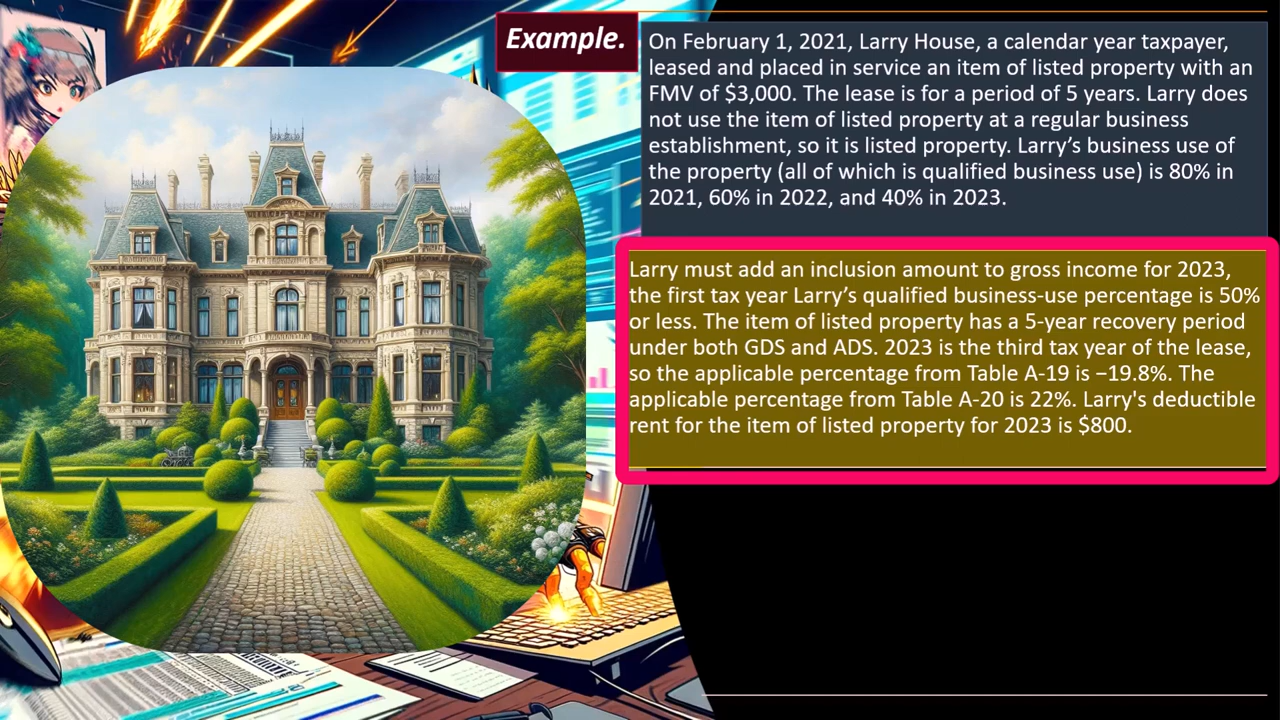 Example.
On February 1, 2021, Larry House, a calendar year taxpayer,
leased and placed in service an item of listed property with an
FMV of $3,000. The lease is for a period of 5 years. Larry does
not use the item of listed property at a regular business
establishment, so it is listed property. Larry’s business use of
the property (all of which is qualified business use) is 80% in
2021, 60% in 2022, and 40% in 2023.
Larry must add an inclusion amount to gross income for 2023,
the first tax year Larry’s qualified business-use percentage is 50%
or less. The item of listed property has a 5-year recovery period
under both GDS and ADS. 2023 is the third tax year of the lease,
so the applicable percentage from Table A-19 is −19.8%. The
applicable percentage from Table A-20 is 22%. Larry's deductible
rent for the item of listed property for 2023 is $800.